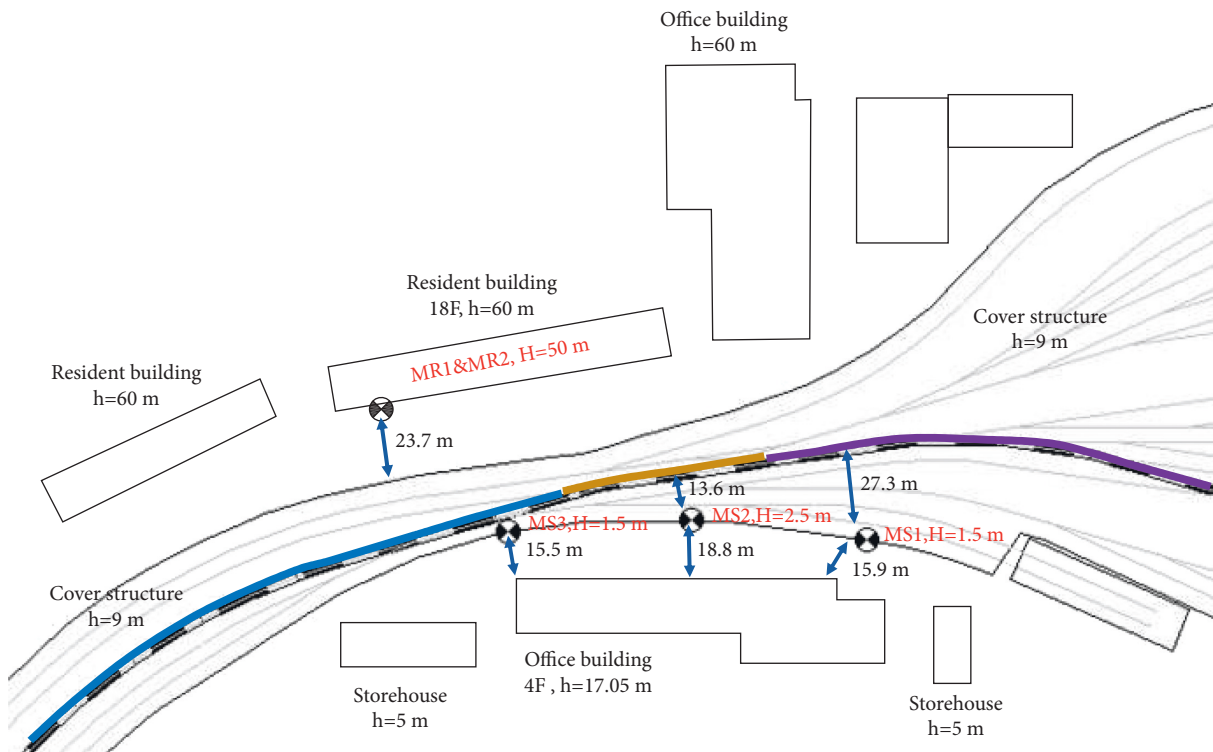 Office building
h=60 m
Resident building
18F, h=60 m
Cover structure
h=9 m
MR1&MR2, H=50 m
Resident building
h=60 m
23.7 m
13.6 m
27.3 m
MS3,H=1.5 m
MS2,H=2.5 m
MS1,H=1.5 m
15.5 m
18.8 m
15.9 m
Cover structure
h=9 m
Office building
4F , h=17.05 m
Storehouse
h=5 m
Storehouse
h=5 m